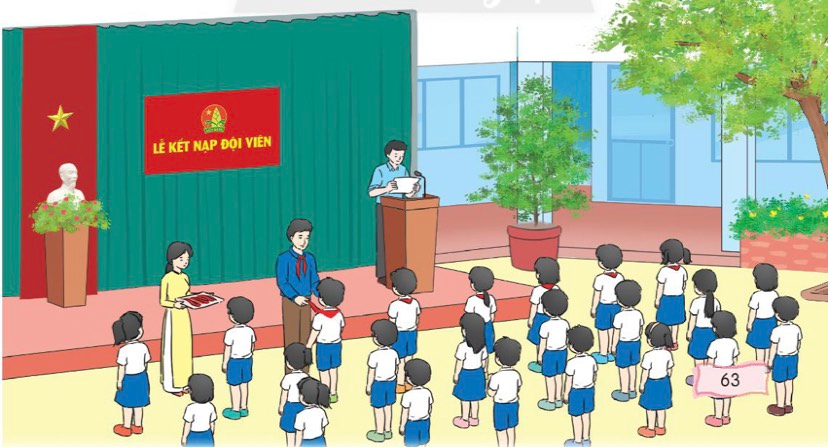 LỄ KẾT NẠP ĐỘI VIÊN
63